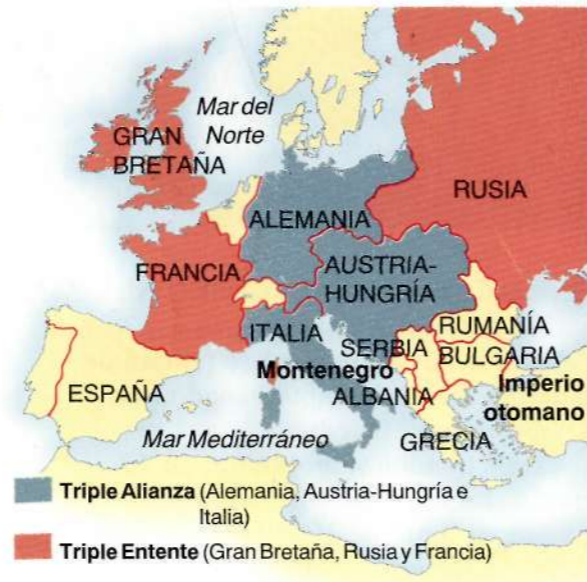 Mar del
Norte
GRAN
BRETAÑA
RUSIA
ALEMANIA
FRANCIA
AUSTRIA-
HUNGRÍA
ITALIA
RUMANÍA
SERBIA
BULGARIA
Montenegro
ESPAÑA
ALBANIA
Imperio
otomano
Mar Mediterráneo
GRECIA
Triple Alianza (Alemania, Austria-Hungría e
Italia)
Triple Entente (Gran Bretaña, Rusia y Francia)